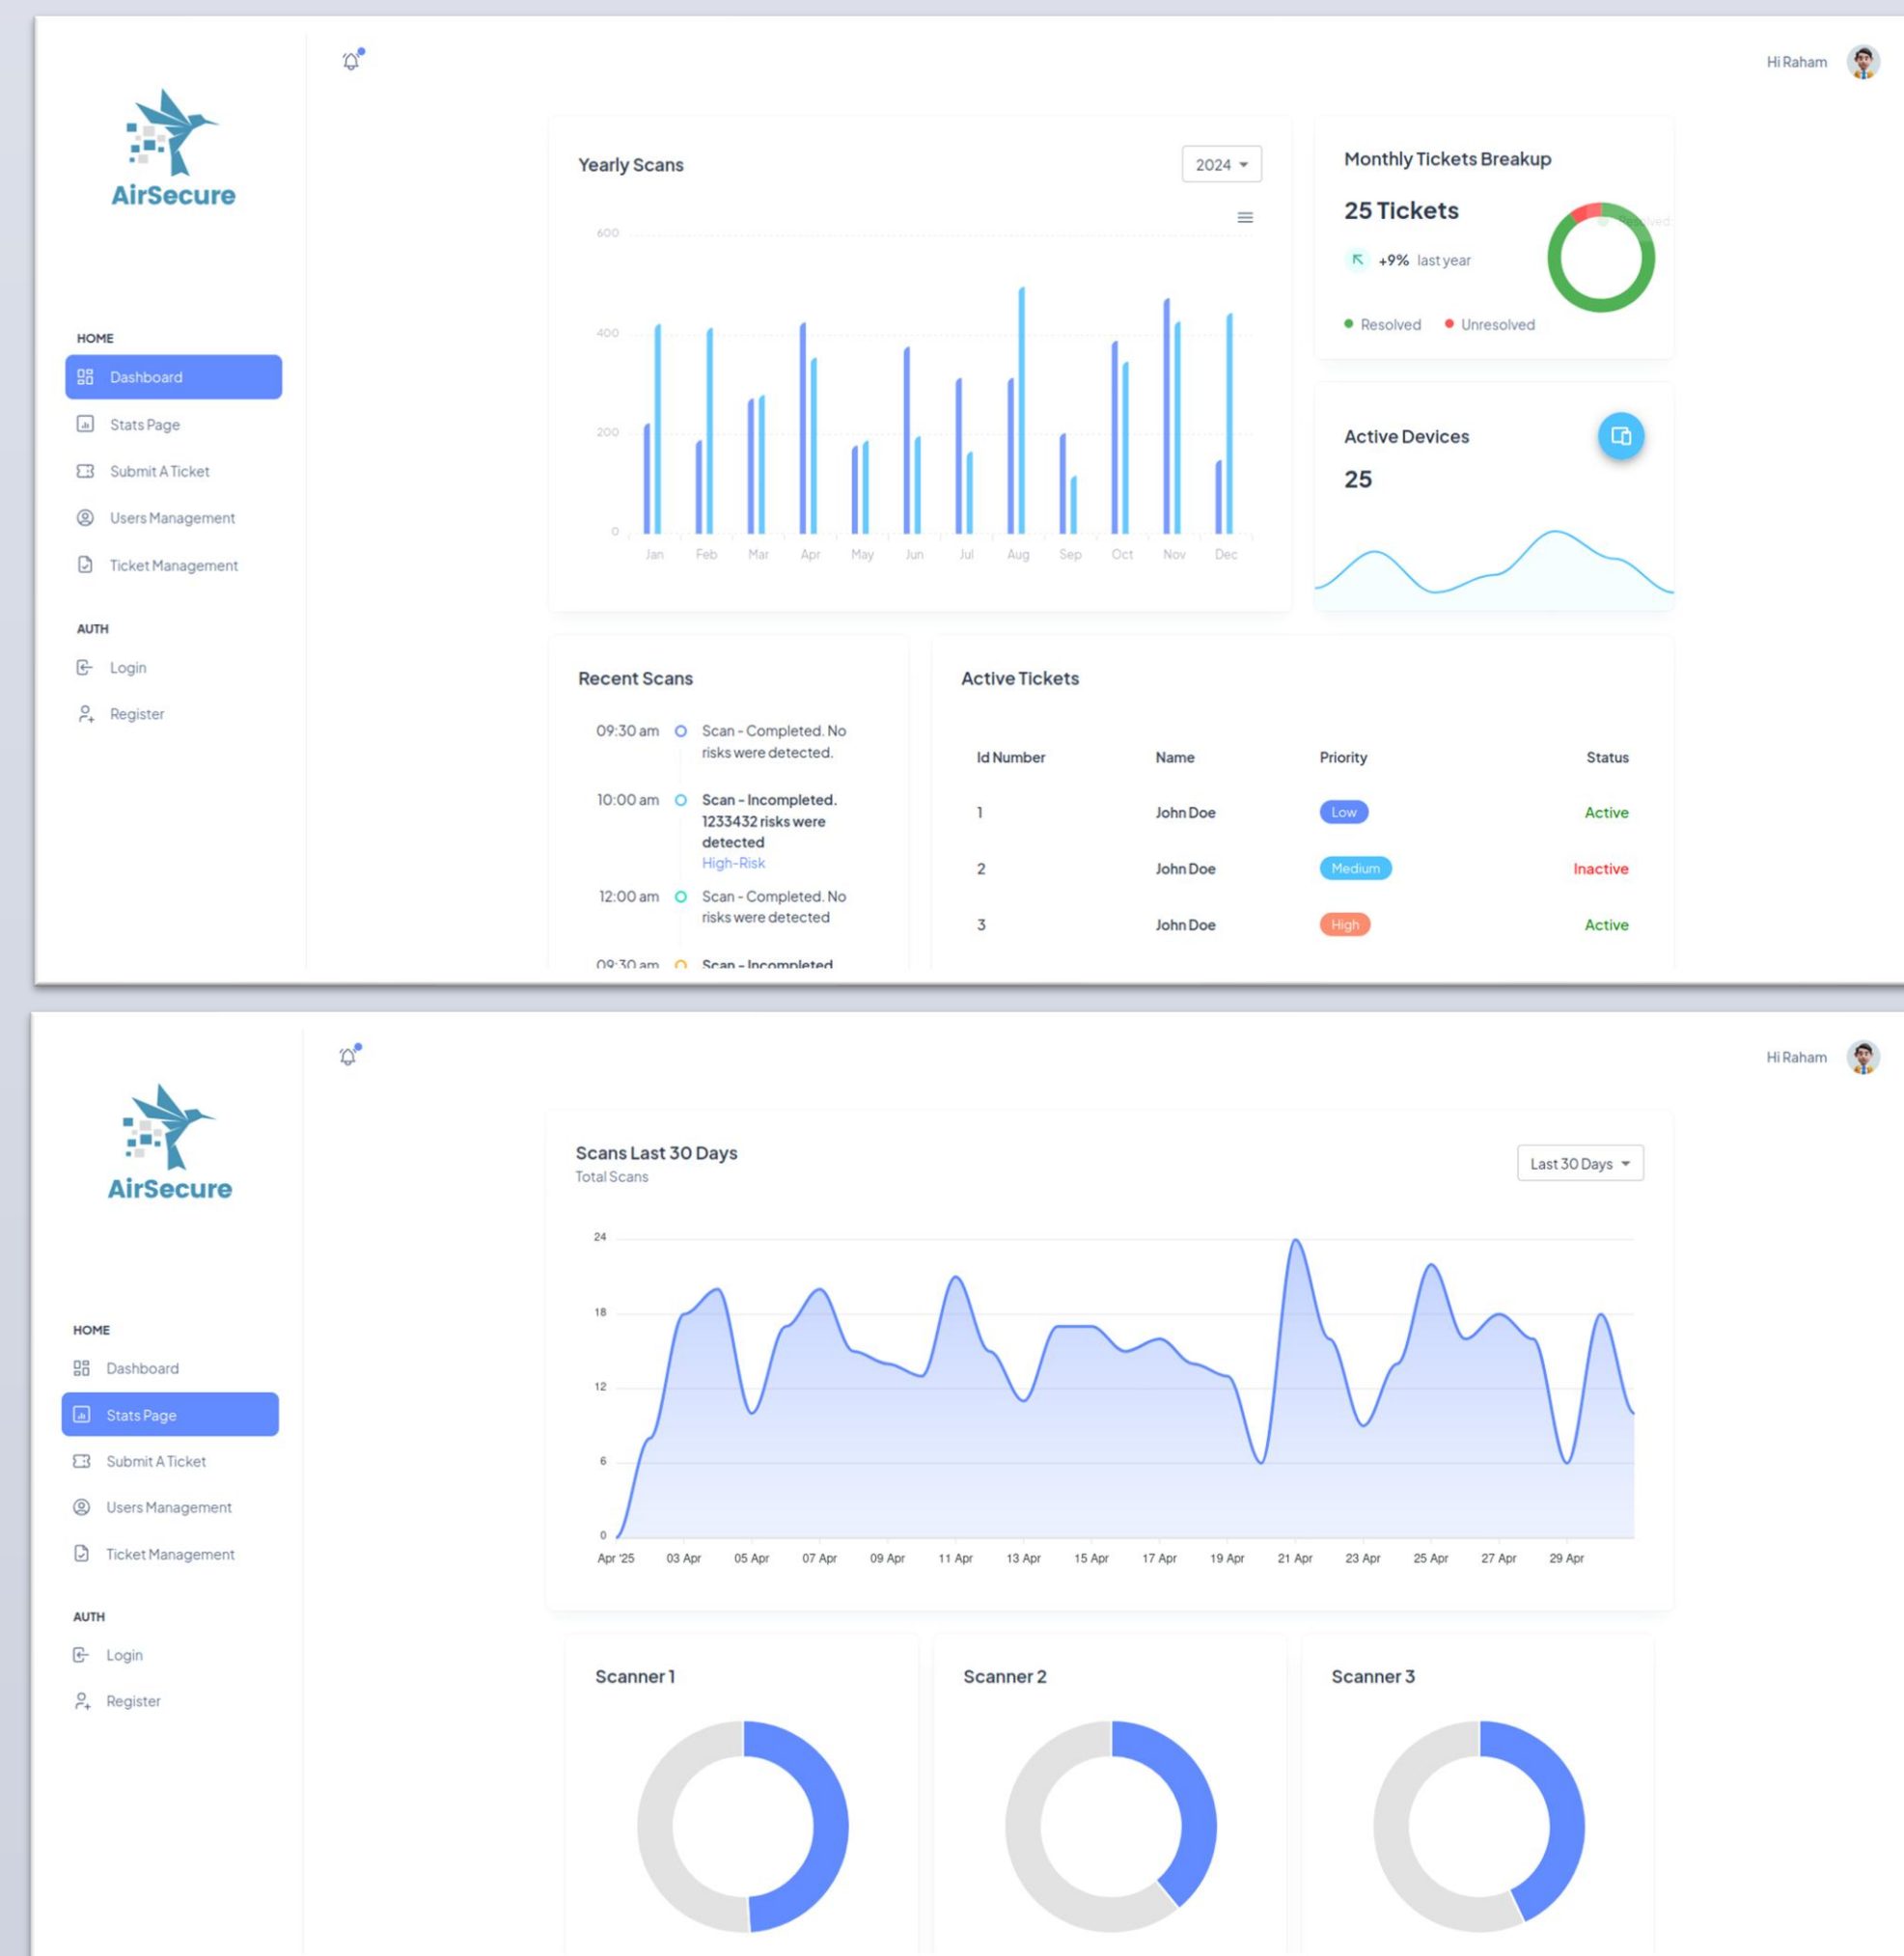 Hi Raham
AirSecure
HOME
Dashboard
Stats Page
Submit A Ticket
Users Management
Ticket Management
AUTH
Login
Register
Yearly Scans
2024
600
400
200
0
Jan Feb Mar Apr May Jun Jul Aug Sep Oct Nov Dec
Monthly Tickets Breakup
25 Tickets
Resolved
+9% last year
Resolved Unresolved
Active Devices
25
Recent Scans
09:30 am Scan - Completed. No
risks were detected.
10:00 am Scan - Incompleted.
1233432 risks were
detected
High-Risk
12:00 am Scan - Completed. No
risks were detected
09:30 am Scan - Incompleted
Active Tickets
Id Number Name Priority Status
1 John Doe Low Active
2 John Doe Medium Inactive
3 John Doe High Active
Hi Raham
AirSecure
HOME
Dashboard
Stats Page
Submit A Ticket
Users Management
Ticket Management
AUTH
Login
Register
Scans Last 30 Days
Total Scans
Last 30 Days
24
18
12
6
0
Apr '25 03 Apr 05 Apr 07 Apr 09 Apr 11 Apr 13 Apr 15 Apr 17 Apr 19 Apr 21 Apr 23 Apr 25 Apr 27 Apr 29 Apr
Scanner 1
Scanner 2
Scanner 3